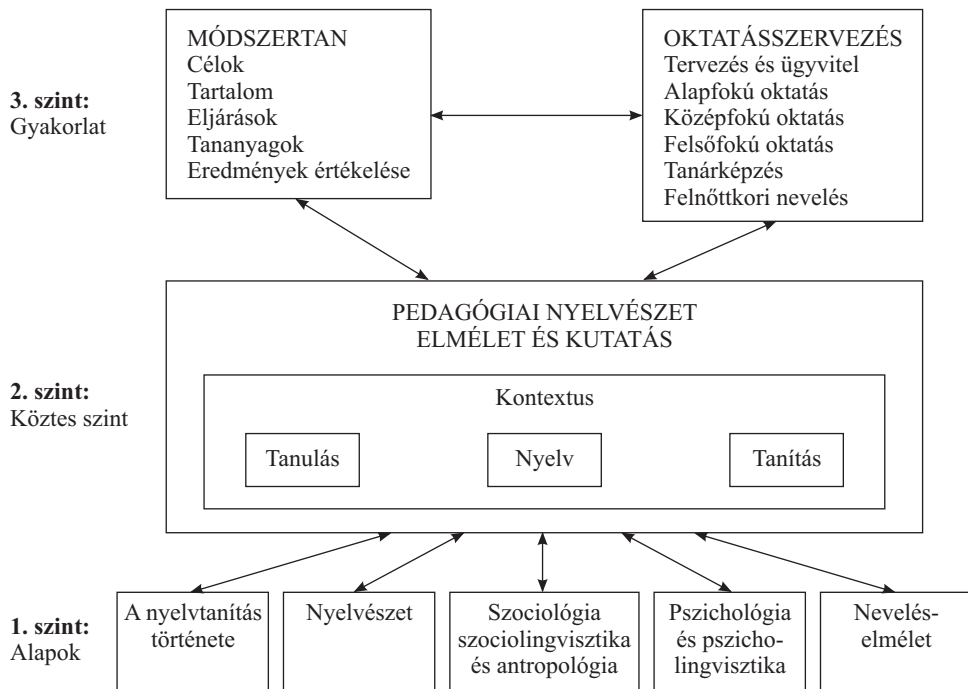 MÓDSZERTAN
Célok
Tartalom
Eljárások
Tananyagok
Eredmények értékelése
OKTATÁSSZERVEZÉS
Tervezés és ügyvitel
Alapfokú oktatás
Középfokú oktatás
Felsőfokú oktatás
Tanárképzés
Felnőttkori nevelés
3. szint:
Gyakorlat
PEDAGÓGIAI NYELVÉSZET
ELMÉLET ÉS KUTATÁS
2. szint:
Köztes szint
Kontextus
Tanulás
Nyelv
Tanítás
1. szint:
Alapok
A nyelvtanítás
története
Nyelvészet
Szociológia
szociolingvisztika
és antropológia
Pszichológia
és pszicho-
lingvisztika
Nevelés-
elmélet